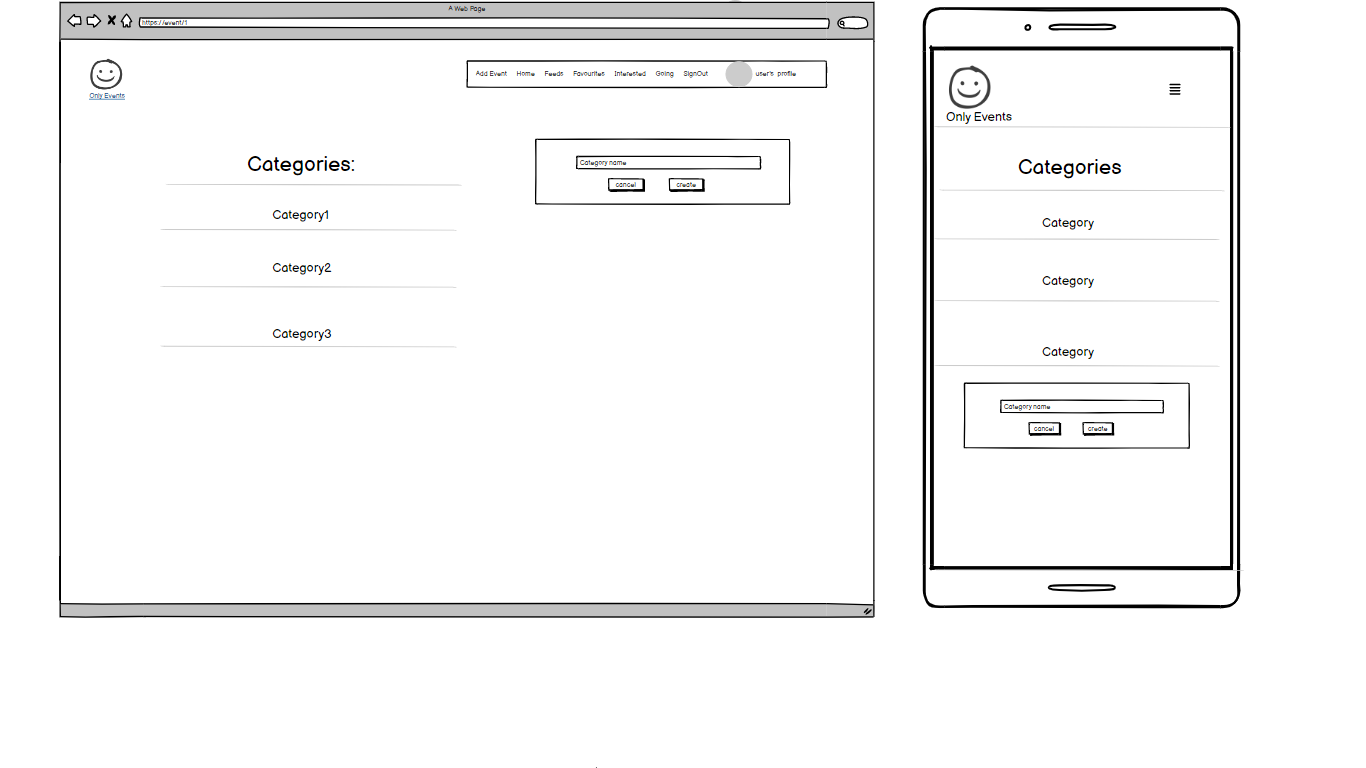 A Web Page
https://event/1
Only Events
Add Event Home Feeds Favourites Interested Going SignOut user's profile
Categories:
Category1
Category2
Category3
Category name
cancel create
Only Events
Categories
Category
Category
Category
Category name
cancel create